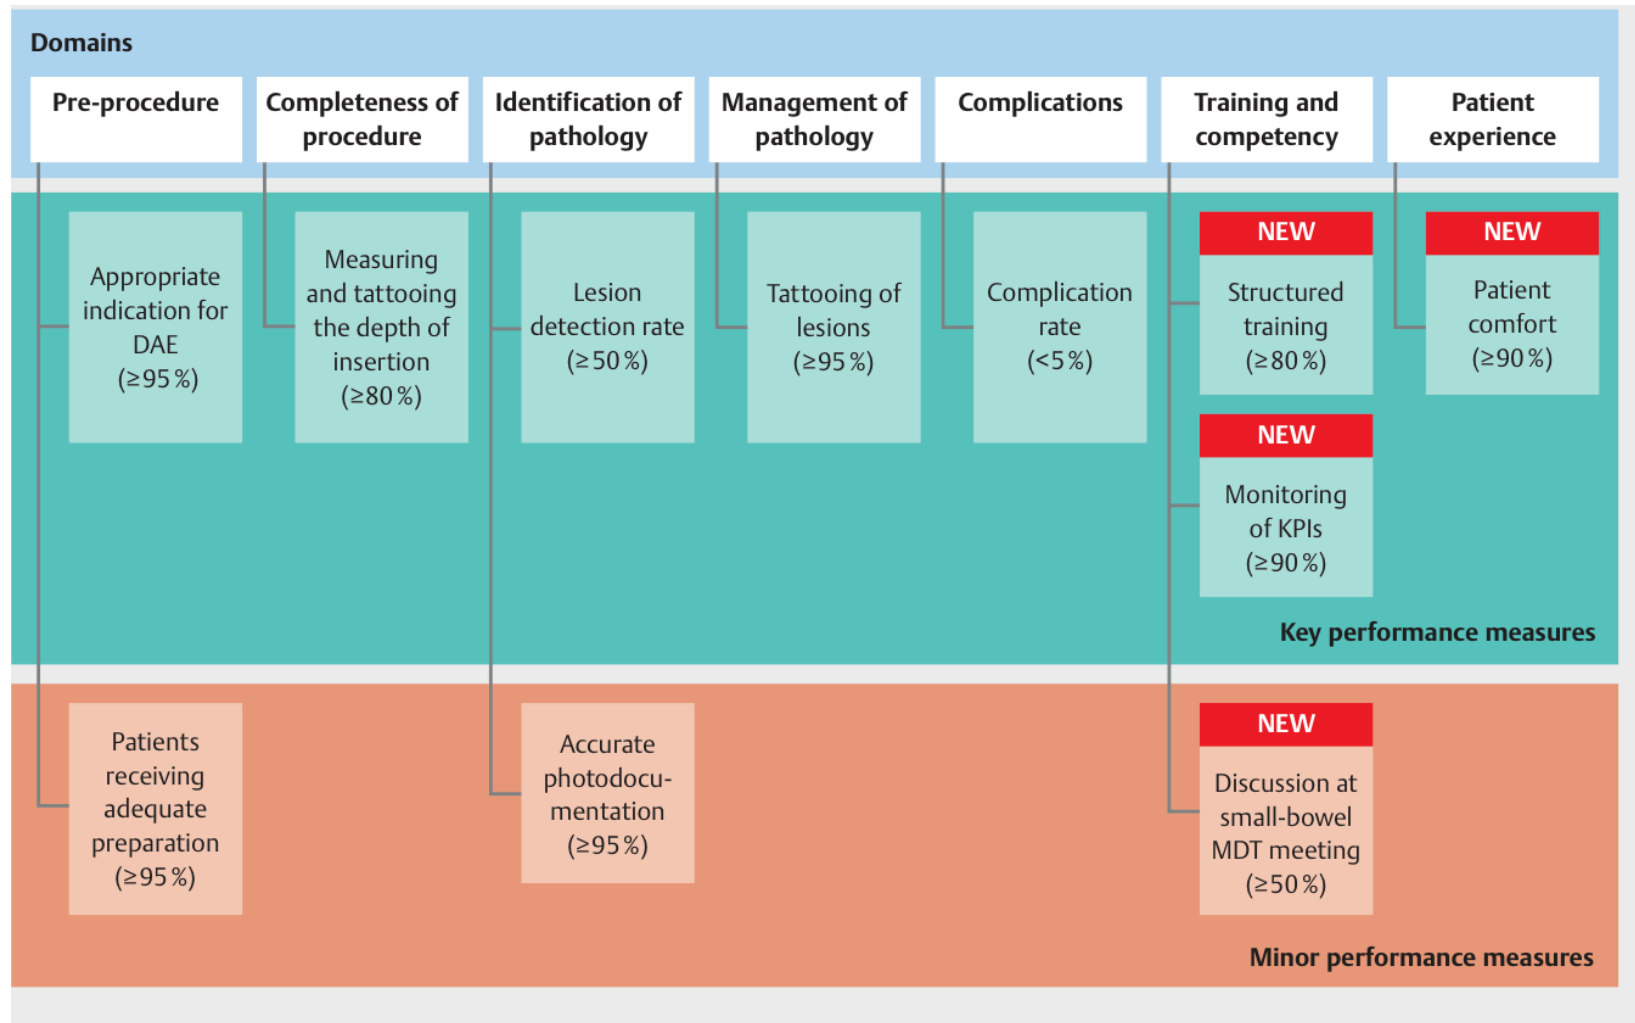 Domains
Pre-procedure
Completeness of
procedure
Identification of
pathology
Management of
pathology
Complications
Training and
competency
Patient
experience
Appropriate
indication for
DAE
(≥95 %)
Measuring
and tattooing
the depth of
insertion
(≥80 %)
Lesion
detection rate
(≥50 %)
Tattooing of
lesions
(≥95 %)
Complication
rate
(<5 %)
NEW
Structured
training
(≥80 %)
NEW
Patient
comfort
(≥90 %)
NEW
Monitoring
of KPIs
(≥90 %)
Key performance measures
Patients
receiving
adequate
preparation
(≥95 %)
Accurate
photodocu-
mentation
(≥95 %)
NEW
Discussion at
small-bowel
MDT meeting
(≥50 %)
Minor performance measures